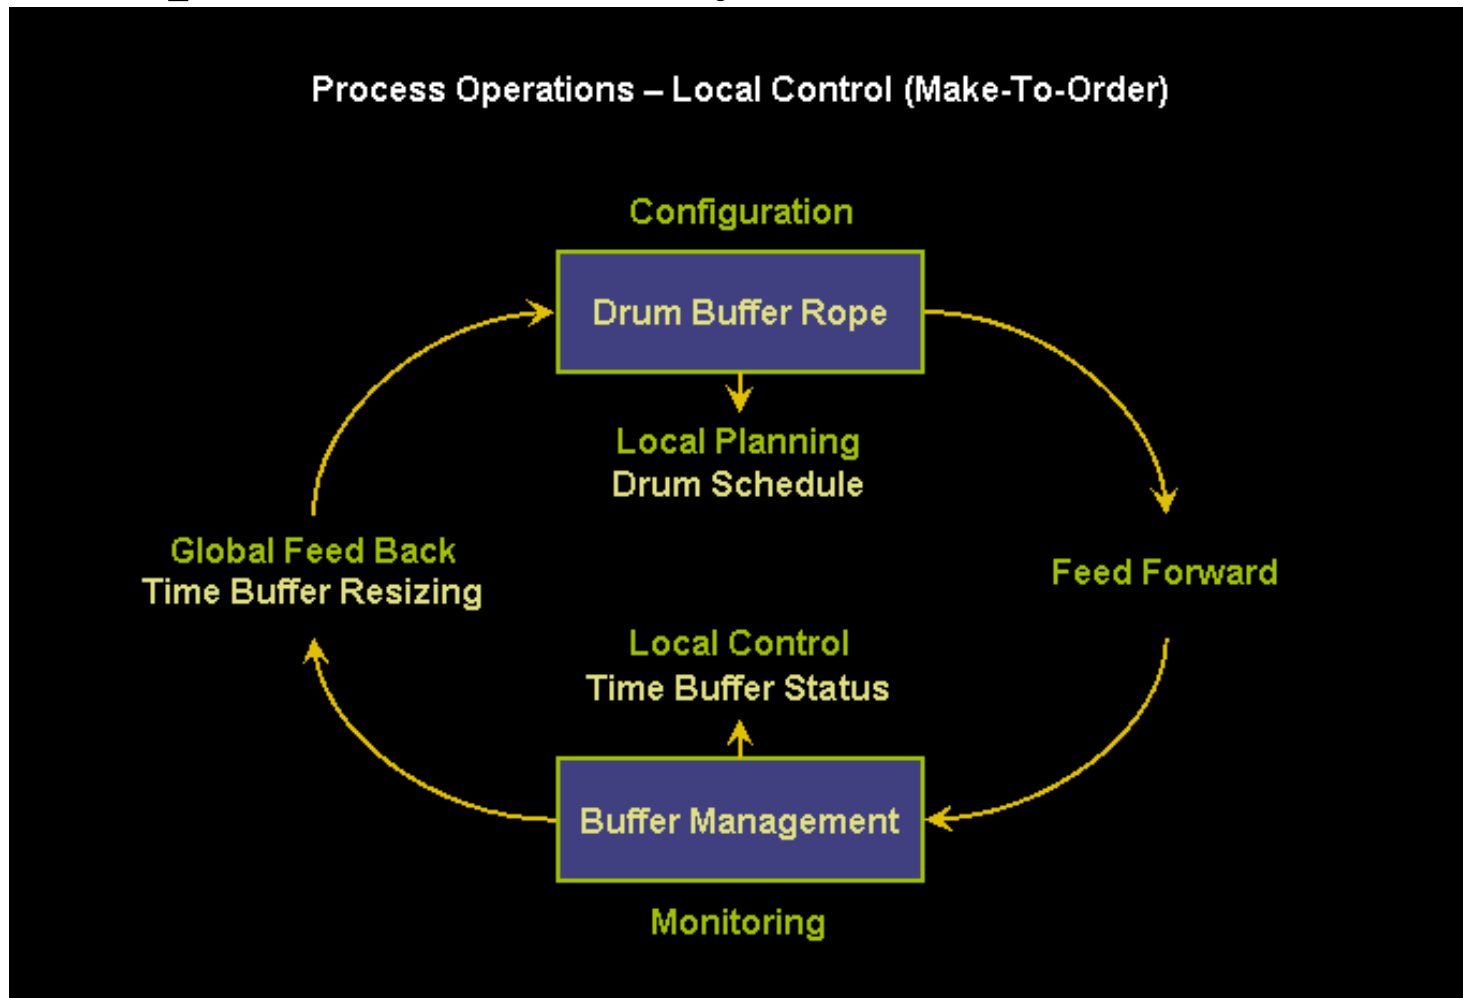 Process Operations – Local Control (Make-To-Order)
Configuration
Drum Buffer Rope
Local Planning
Drum Schedule
Global Feed Back
Time Buffer Resizing
Feed Forward
Local Control
Time Buffer Status
Buffer Management
Monitoring